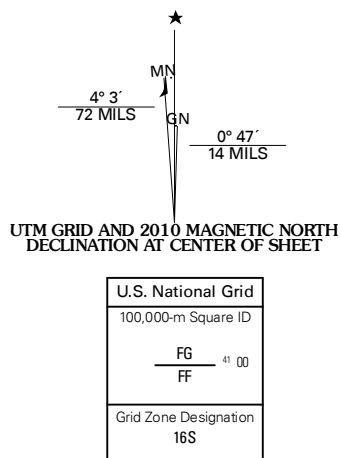 ★
MN
4° 3´
72 MILS
GN
0° 47´
14 MILS
UTM GRID AND 2010 MAGNETIC NORTH
DECLINATION AT CENTER OF SHEET
U.S. National Grid
100,000-m Square ID
FG
41 00
FF
Grid Zone Designation
16S